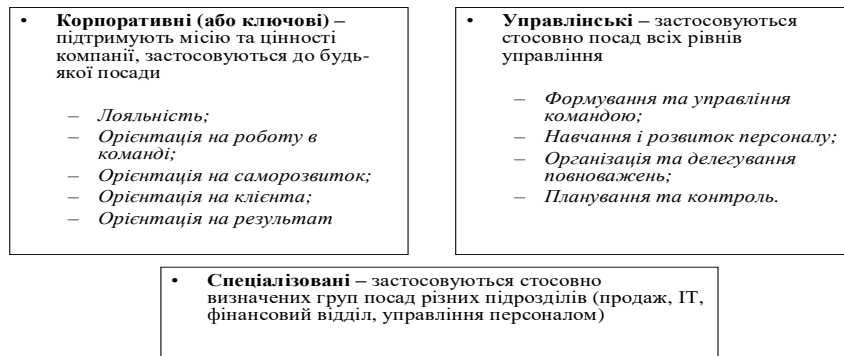 • Корпоративні (або ключові) –
підтримують місію та цінності
компанії, застосовуються до будь-
якої посади
– Лояльність;
– Орієнтація на роботу в
команді;
– Орієнтація на саморозвиток;
– Орієнтація на клієнта;
– Орієнтація на результат
• Управлінські – застосовуються
стосовно посад всіх рівнів
управління
– Формування та управління
командою;
– Навчання і розвиток персоналу;
– Організація та делегування
повноважень;
– Планування та контроль.
• Спеціалізовані – застосовуються стосовно
визначених груп посад різних підрозділів (продаж, ІТ,
фінансовий відділ, управління персоналом)